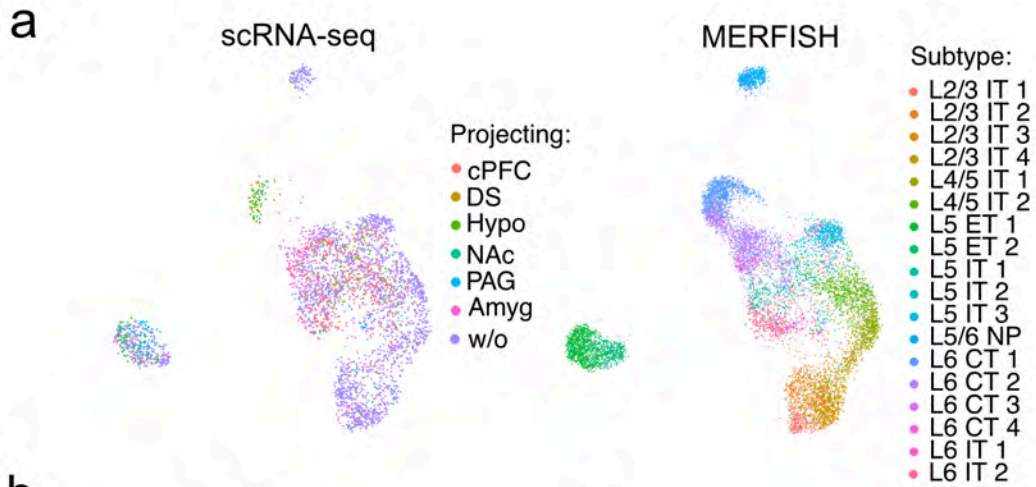 a
scRNA-seq
MERFISH
Projecting:
cPFC
DS
Hypo
NAc
PAG
Amyg
w/o
Subtype:
L2/3 IT 1
L2/3 IT 2
L2/3 IT 3
L2/3 IT 4
L4/5 IT 1
L4/5 IT 2
L5 ET 1
L5 ET 2
L5 IT 1
L5 IT 2
L5 IT 3
L5/6 NP
L6 CT 1
L6 CT 2
L6 CT 3
L6 CT 4
L6 IT 1
L6 IT 2